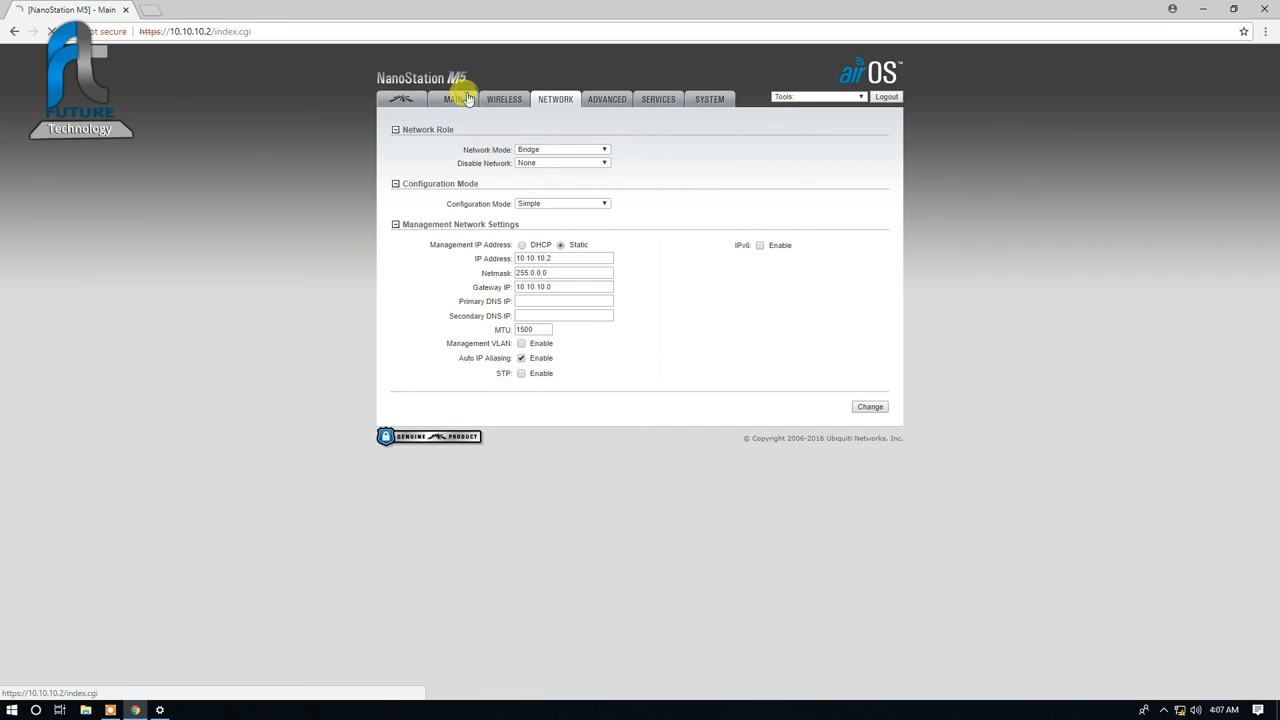 [NanoStation M5] - Main
t secure | https://10.10.10.2/index.cgi
FUTURE
Technology
NanoStation M5
airOS™
MAIN WIRELESS NETWORK ADVANCED SERVICES SYSTEM Tools: Logout
Network Role
Network Mode: Bridge
Disable Network: None
Configuration Mode
Configuration Mode: Simple
Management Network Settings
Management IP Address: DHCP Static
IPv6: Enable
IP Address: 10.10.10.2
Netmask: 255.0.0.0
Gateway IP: 10.10.10.0
Primary DNS IP:
Secondary DNS IP:
MTU: 1500
Management VLAN: Enable
Auto IP Aliasing: Enable
STP: Enable
Change
GENUINE PRODUCT
© Copyright 2006-2016 Ubiquiti Networks, Inc.
https://10.10.10.2/index.cgi
4:07 AM